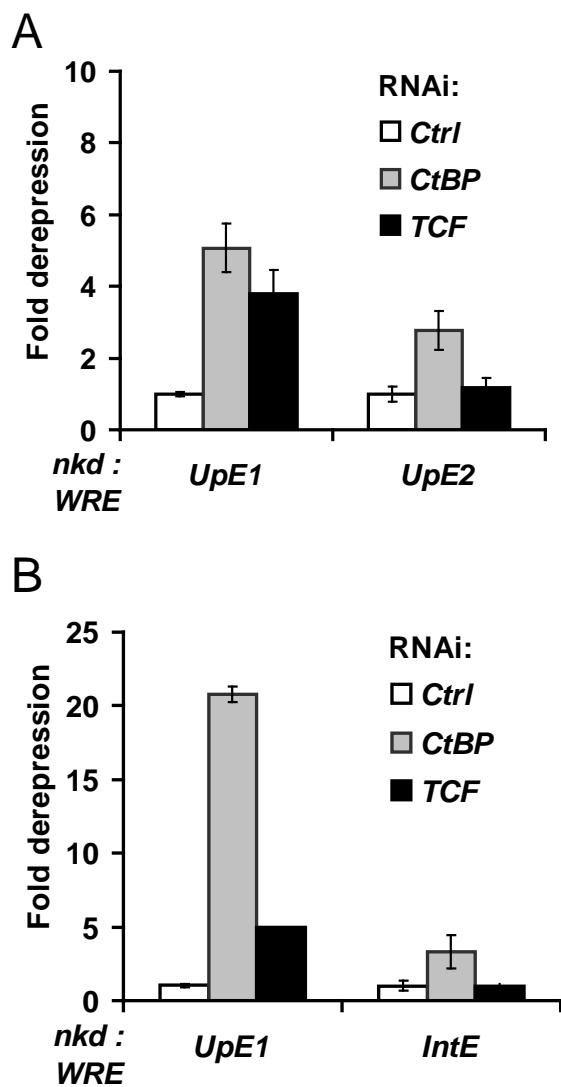 A
10
8
6
4
2
0
Fold derepression
RNAi:
Ctrl
CtBP
TCF
nkd :
WRE
UpE1
UpE2
B
25
20
15
10
5
0
Fold derepression
RNAi:
Ctrl
CtBP
TCF
nkd :
WRE
UpE1
IntE